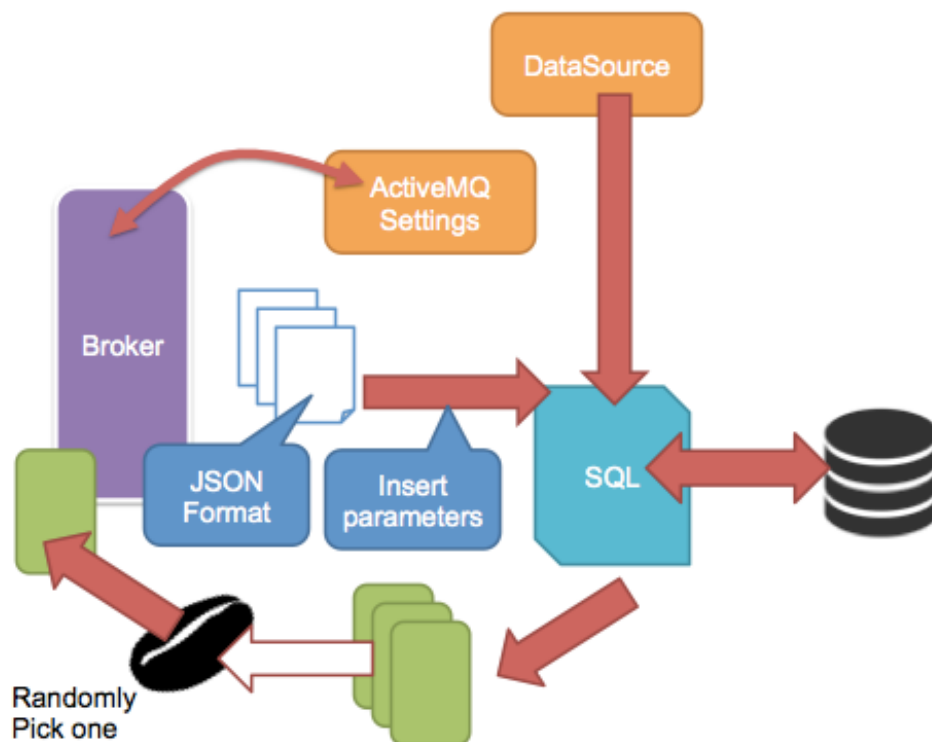 DataSource
ActiveMQ
Settings
Broker
JSON
Format
Insert
parameters
SQL
Randomly
Pick one